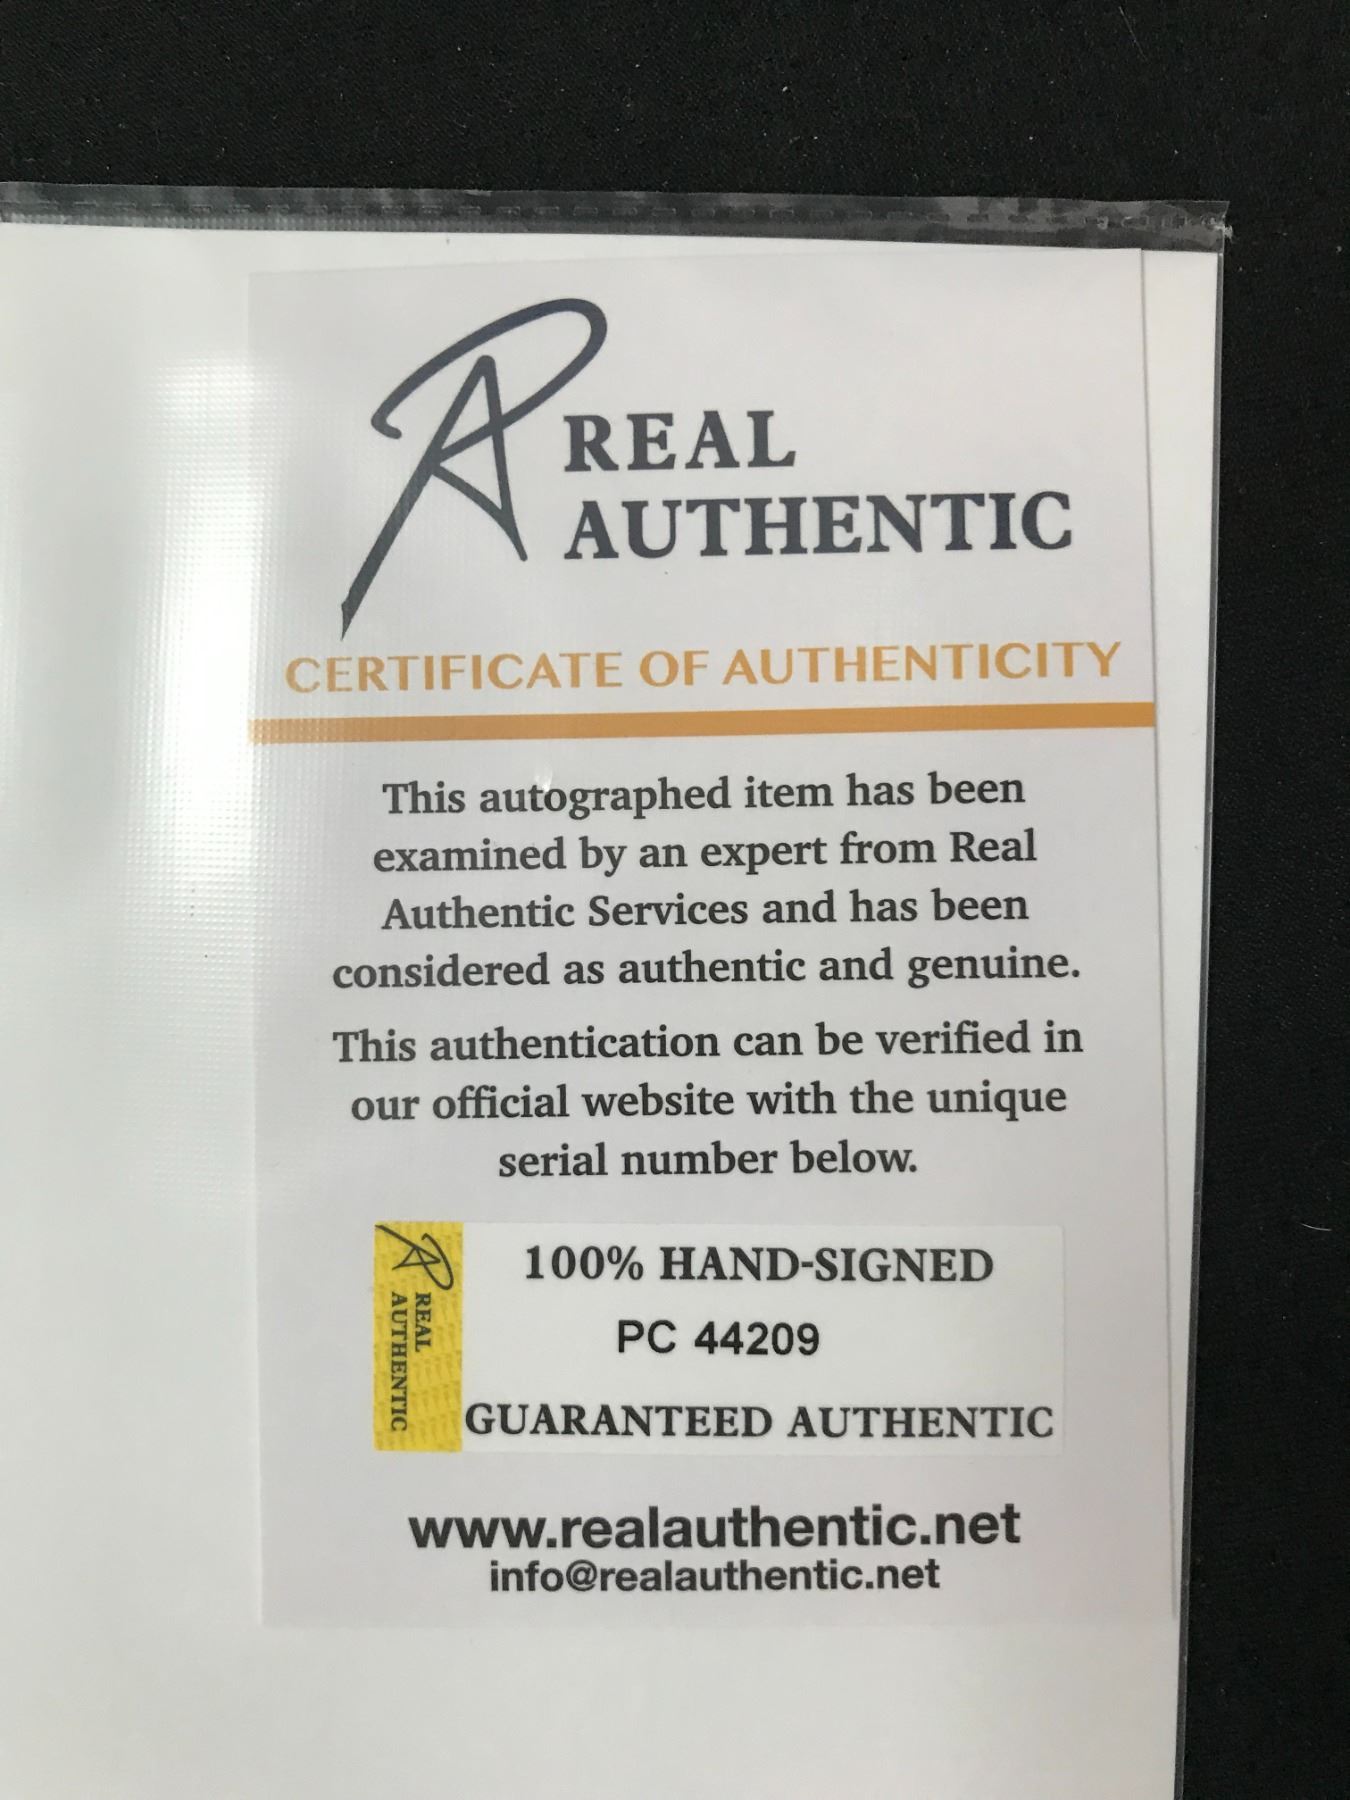 REAL
AUTHENTIC
CERTIFICATE OF AUTHENTICITY
This autographed item has been
examined by an expert from Real
Authentic Services and has been
considered as authentic and genuine.
This authentication can be verified in
our official website with the unique
serial number below.
REAL
AUTHENTIC
100% HAND-SIGNED
PC 44209
GUARANTEED AUTHENTIC
www.realauthentic.net
info@realauthentic.net